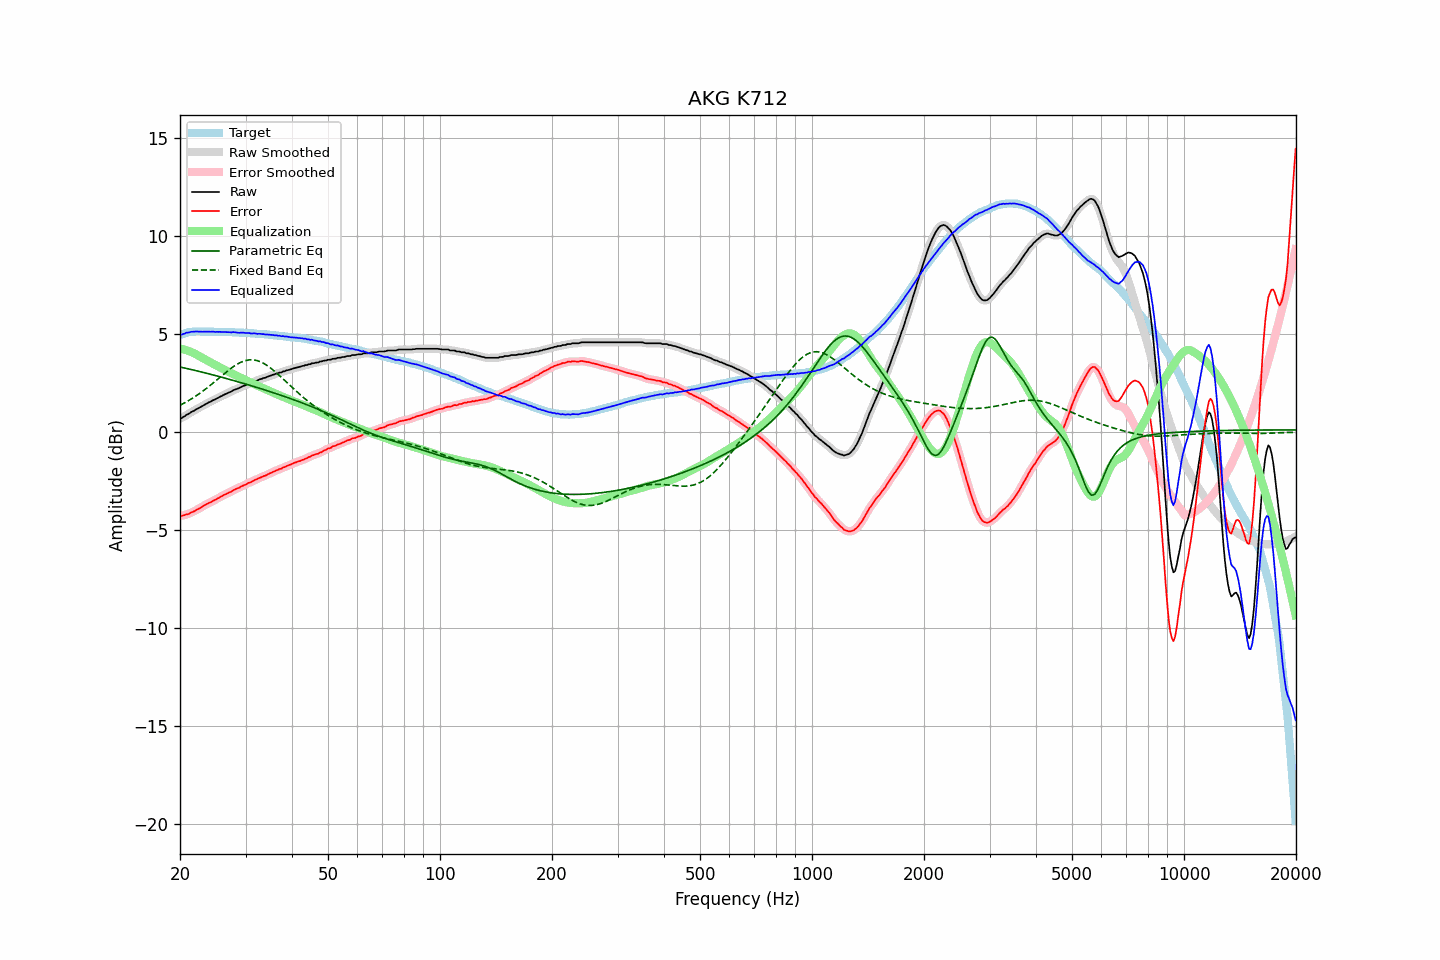 AKG K712
Target
Raw Smoothed
Error Smoothed
Raw
Error
Equalization
Parametric Eq
Fixed Band Eq
Equalized
15
10
5
0
−5
−10
−15
−20
Amplitude (dBr)
20 50 100 200 500 1000 2000 5000 10000 20000
Frequency (Hz)